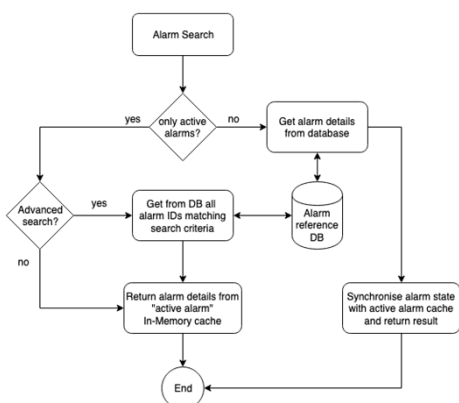 Alarm Search
only active
alarms?
yes
no
Get alarm details
from database
Advanced
search?
yes
no
Get from DB all
alarm IDs matching
search criteria
Alarm
reference
DB
Return alarm details from
"active alarm"
In-Memory cache
Synchronise alarm state
with active alarm cache
and return result
End